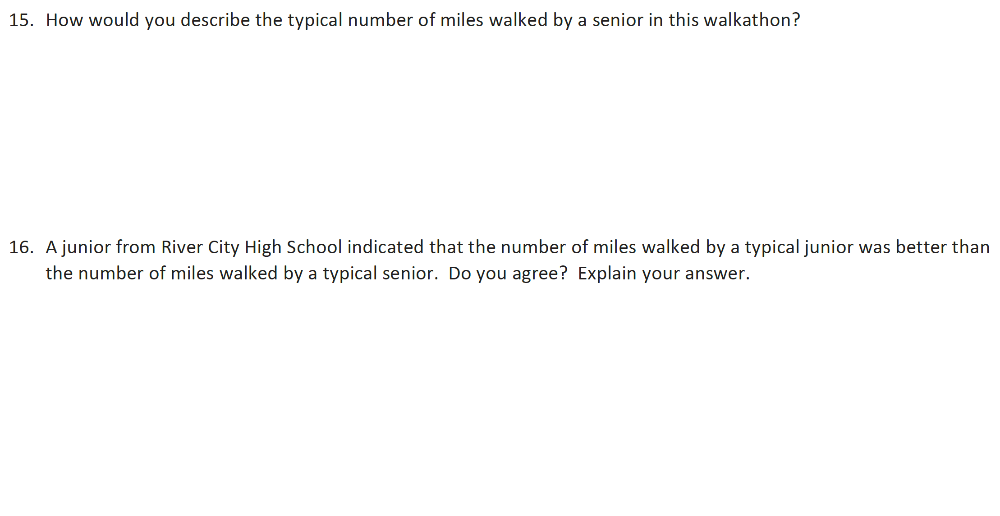 15. How would you describe the typical number of miles walked by a senior in this walkathon?
16. A junior from River City High School indicated that the number of miles walked by a typical junior was better than
the number of miles walked by a typical senior. Do you agree? Explain your answer.